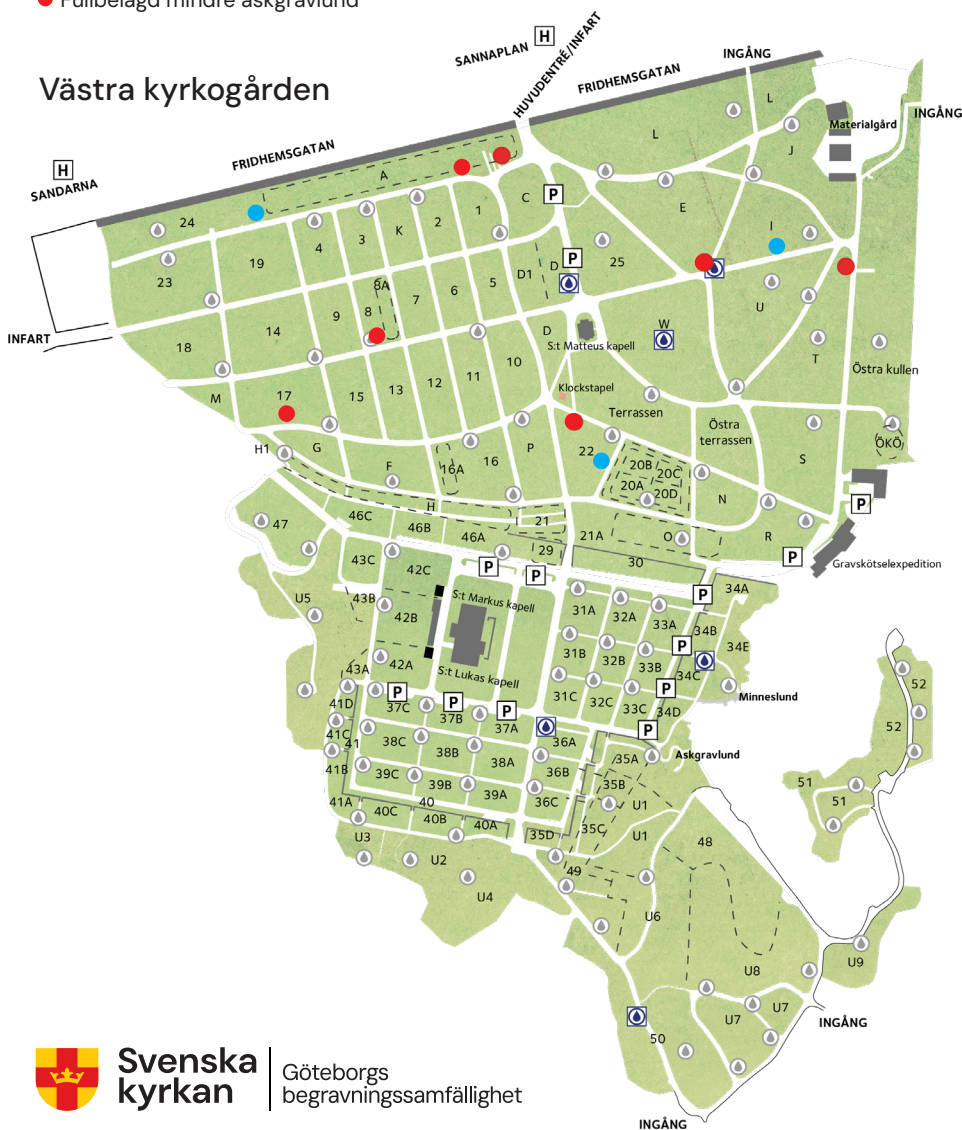 Fullbelagd mindre askgravlund
H
SANNAPLAN
HUVUDENTRÉ/INFART
FRIDHEMSGATAN
INGÅNG
Västra kyrkogården
L
L
INGÅNG
Materialgård
J
H
SANDARNA
FRIDHEMSGATAN
A
P
C
E
24
1
2
K
3
4
I
19
23
25
P
D
D1
5
6
7
8A
8
9
U
14
W
D
S:t Matteus kapell
INFART
18
T
Östra kullen
10
11
12
13
15
Klockstapel
M
17
Terrassen
Östra
terrassen
ÖKÖ
H1
G
P
22
F
16A
16
20B
20C
20A
20D
S
N
H
46C
46B
46A
21
21A
O
R
P
47
29
30
P
Gravskötselexpedition
43C
42C
P
P
34A
P
U5
43B
S:t Markus kapell
31A
32A
33A
34B
42B
P
34E
31B
32B
33B
34C
43A
42A
S:t Lukas kapell
P
P
P
31C
32C
33C
P
34D
P
Minneslund
52
52
41D
37C
37B
37A
41C
41
38C
38B
38A
36A
35A
Askgravlund
41B
39C
39B
39A
36B
35B
51
51
41A
40
40C
40B
40A
36C
35C
U1
U1
35D
48
U3
U2
U4
49
U6
U9
U8
U7
U7
INGÅNG
50
INGÅNG
Svenska
kyrkan
Göteborgs
begravningssamfällighet